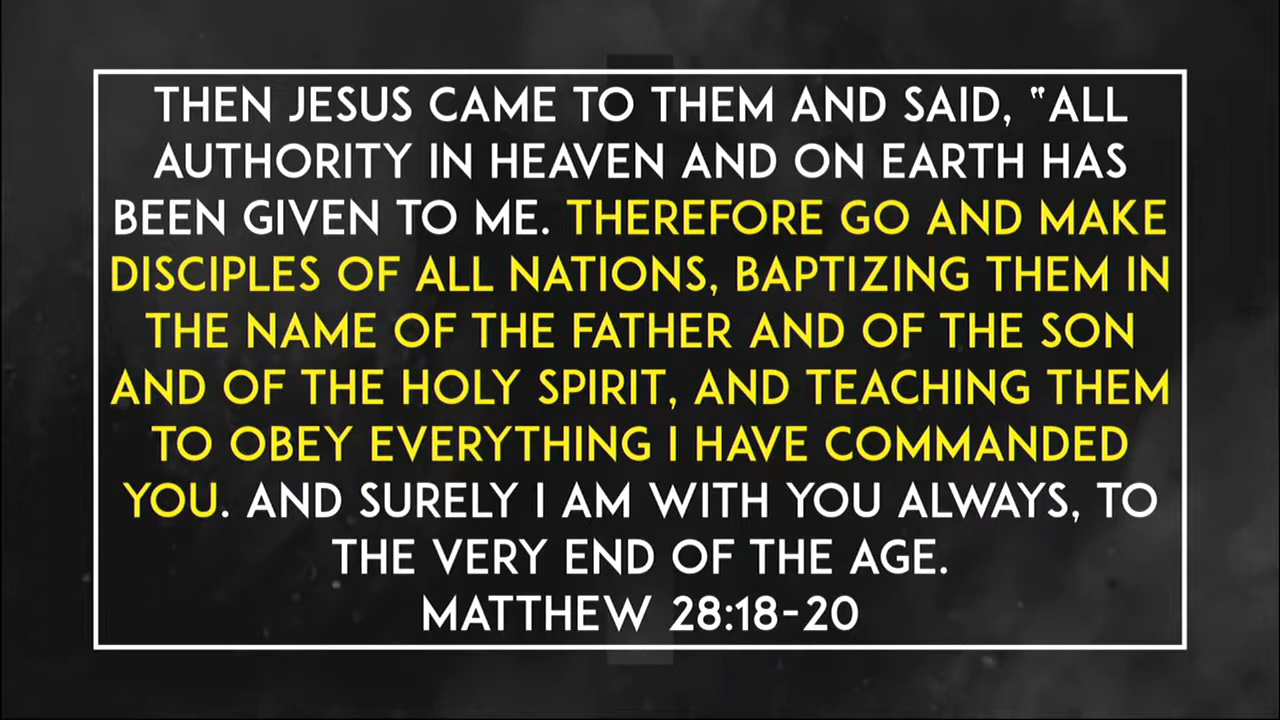 THEN JESUS CAME TO THEM AND SAID, “ALL
AUTHORITY IN HEAVEN AND ON EARTH HAS
BEEN GIVEN TO ME. THEREFORE GO AND MAKE
DISCIPLES OF ALL NATIONS, BAPTIZING THEM IN
THE NAME OF THE FATHER AND OF THE SON
AND OF THE HOLY SPIRIT, AND TEACHING THEM
TO OBEY EVERYTHING I HAVE COMMANDED
YOU. AND SURELY I AM WITH YOU ALWAYS, TO
THE VERY END OF THE AGE.
MATTHEW 28:18-20